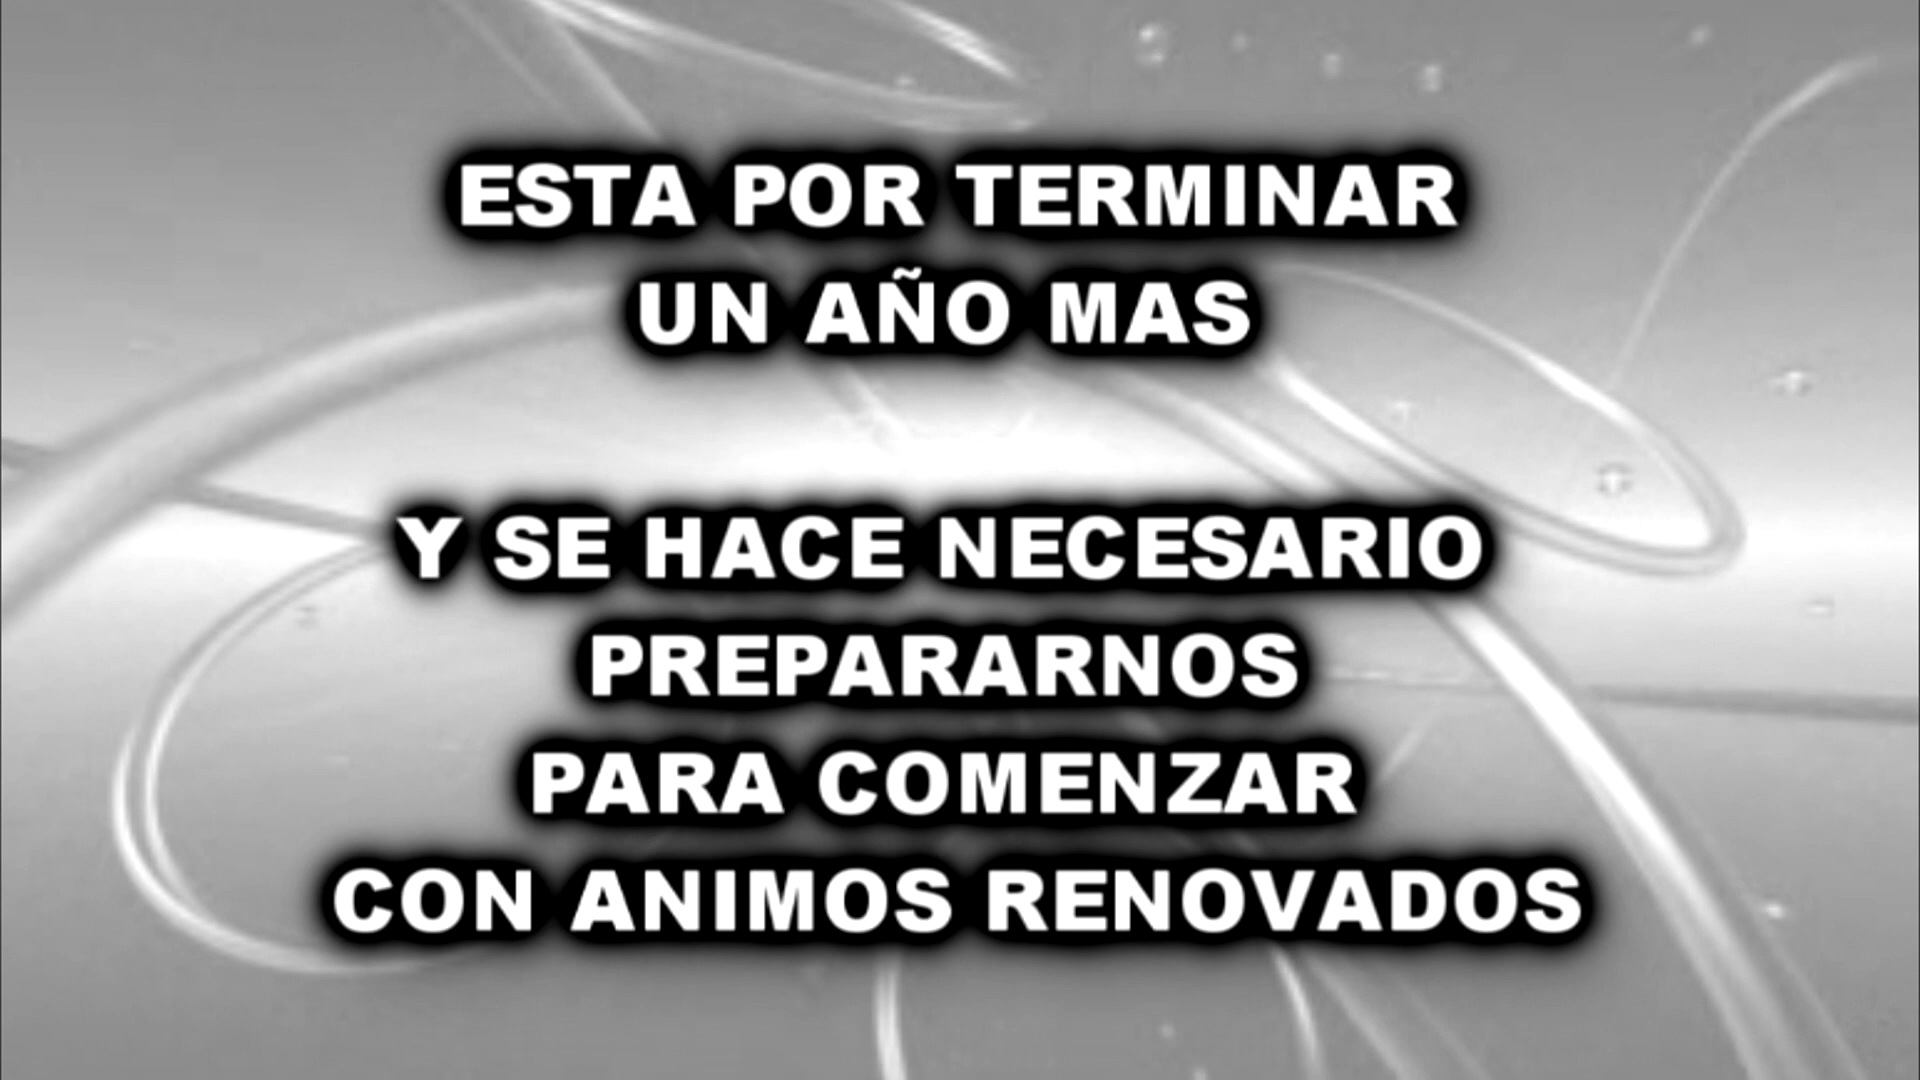 ESTA POR TERMINAR
UN AÑO MAS
Y SE HACE NECESARIO
PREPARARNOS
PARA COMENZAR
CON ANIMOS RENOVADOS